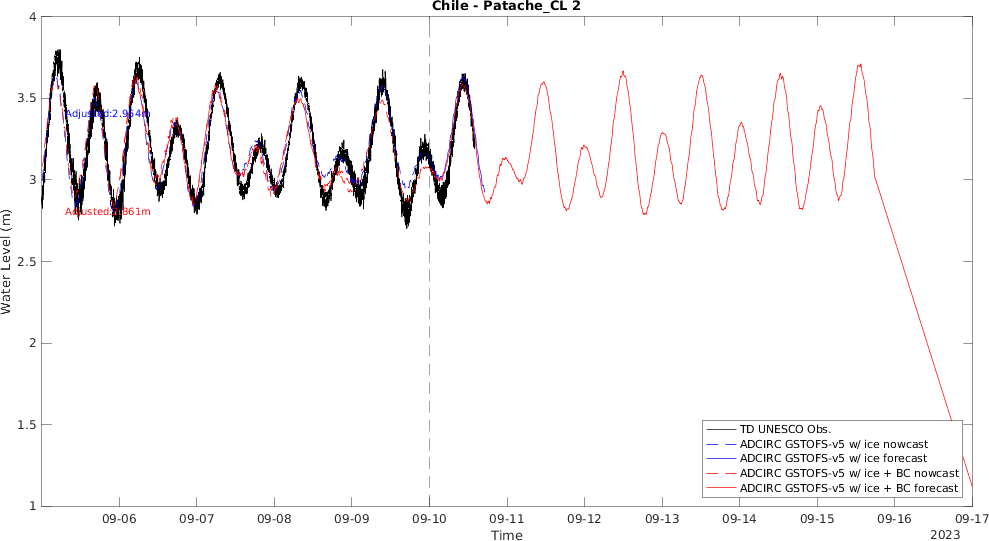 Chile - Patache_CL 2
4
3.5
3
2.5
2
1.5
1
Water Level (m)
Adjusted:2.964m
TD UNESCO Obs.
ADCIRC GSTOFS-v5 w/ ice nowcast
ADCIRC GSTOFS-v5 w/ ice forecast
ADCIRC GSTOFS-v5 w/ ice + BC nowcast
ADCIRC GSTOFS-v5 w/ ice + BC forecast
09-06 09-07 09-08 09-09 09-10 09-11 09-12 09-13 09-14 09-15 09-16 09-17
Time
2023